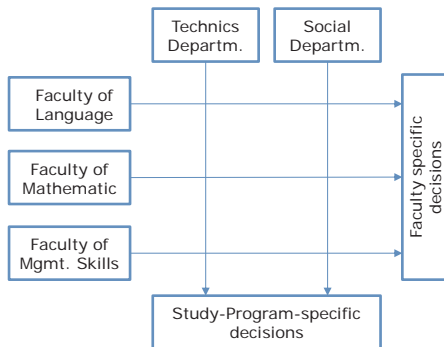 Technics
Departm.
Social
Departm.
Faculty of
Language
Faculty of
Mathematic
Faculty of
Mgmt. Skills
Faculty specific
decisions
Study-Program-specific
decisions